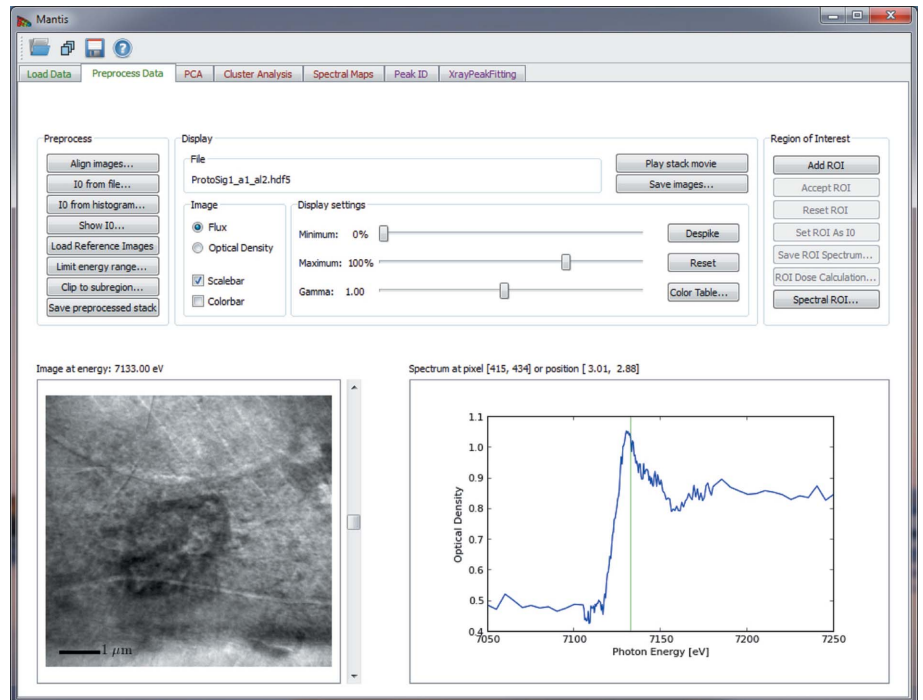 Mantis
Load Data Preprocess Data PCA Cluster Analysis Spectral Maps Peak ID XrayPeakFitting
Preprocess
Align images...
I0 from file...
I0 from histogram...
Show I0...
Load Reference Images
Limit energy range...
Clip to subregion...
Save preprocessed stack
Display
File
ProtoSig1_a1_al2.hdf5
Play stack movie
Save images...
Image
Flux
Optical Density
Scalebar
Colorbar
Display settings
Minimum: 0%
Maximum: 100%
Gamma: 1.00
Despike
Reset
Color Table...
Region of Interest
Add ROI
Accept ROI
Reset ROI
Set ROI As I0
Save ROI Spectrum...
ROI Dose Calculation...
Spectral ROI...
Image at energy: 7133.00 eV
1 μm
Spectrum at pixel [415, 434] or position [ 3.01, 2.88]
1.1
1.0
0.9
0.8
0.7
0.6
0.5
0.4
Optical Density
7050 7100 7150 7200 7250
Photon Energy [eV]